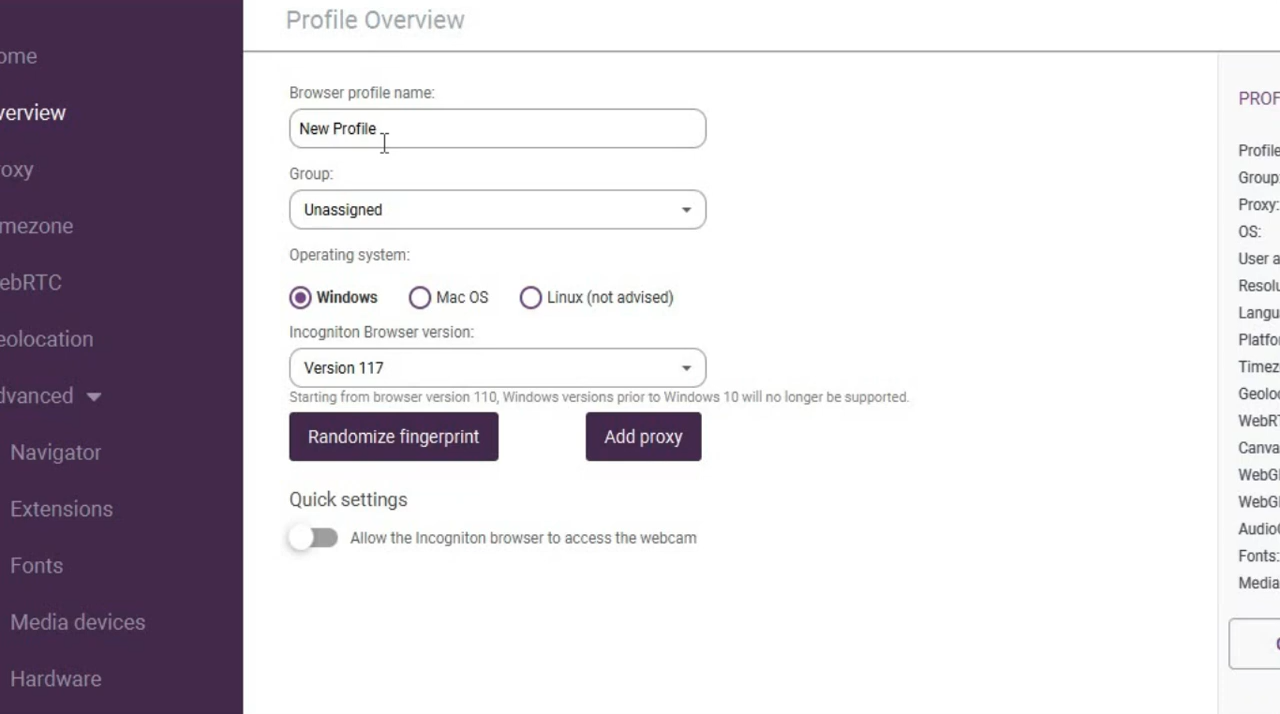 Profile Overview
ome
verview
oxy
mezone
ebRTC
eolocation
dvanced
Navigator
Extensions
Fonts
Media devices
Hardware
Browser profile name:
New Profile
Group:
Unassigned
Operating system:
Windows Mac OS Linux (not advised)
Incogniton Browser version:
Version 117
Starting from browser version 110, Windows versions prior to Windows 10 will no longer be supported.
Randomize fingerprint Add proxy
Quick settings
Allow the Incogniton browser to access the webcam
PROF
Profile
Group:
Proxy:
OS:
User a
Resolu
Langu
Platfo
Timez
Geoloc
WebRT
Canva
WebGl
WebGl
AudioC
Fonts:
Media